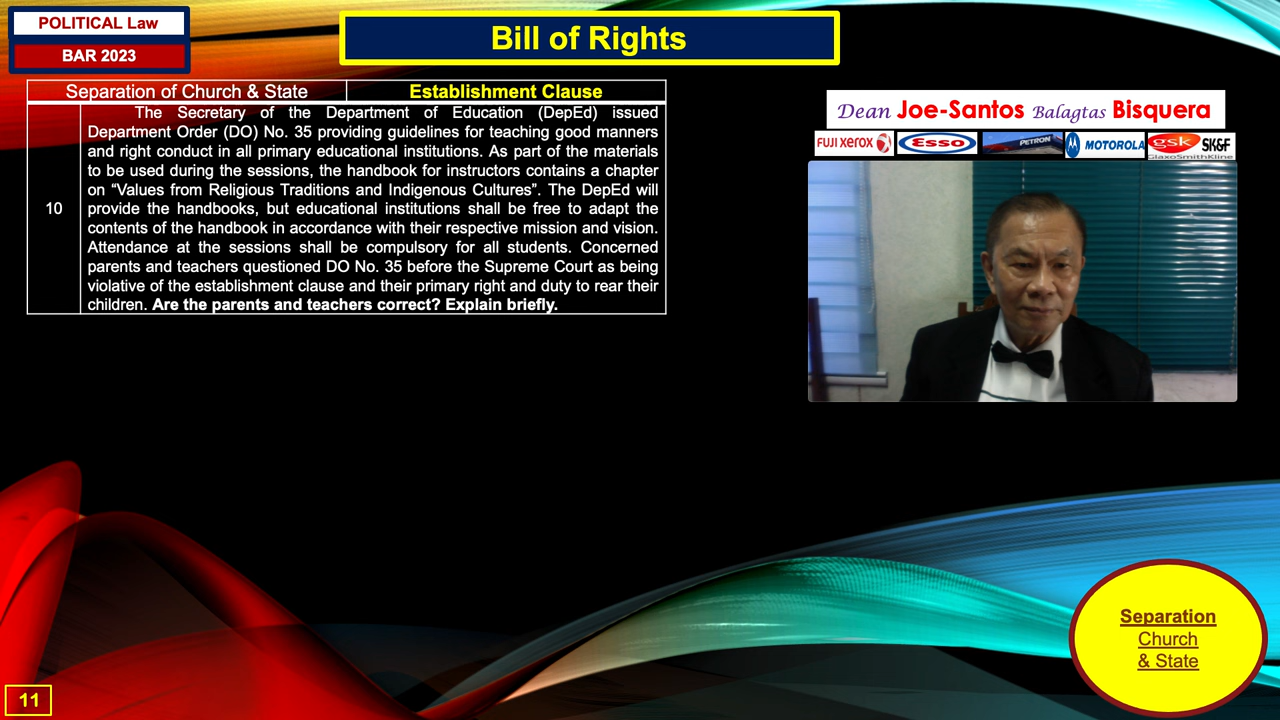 POLITICAL Law
BAR 2023
Bill of Rights
Separation of Church & State
Establishment Clause
10
The Secretary of the Department of Education (DepEd) issued
Department Order (DO) No. 35 providing guidelines for teaching good manners
and right conduct in all primary educational institutions. As part of the materials
to be used during the sessions, the handbook for instructors contains a chapter
on “Values from Religious Traditions and Indigenous Cultures”. The DepEd will
provide the handbooks, but educational institutions shall be free to adapt the
contents of the handbook in accordance with their respective mission and vision.
Attendance at the sessions shall be compulsory for all students. Concerned
parents and teachers questioned DO No. 35 before the Supreme Court as being
violative of the establishment clause and their primary right and duty to rear their
children. Are the parents and teachers correct? Explain briefly.
Dean Joe-Santos Balagtas Bisquera
FUJI XEROX
Esso
PETRON
MOTOROLA
gsk
SK&F
GlaxoSmithKline
Separation
Church
& State
11